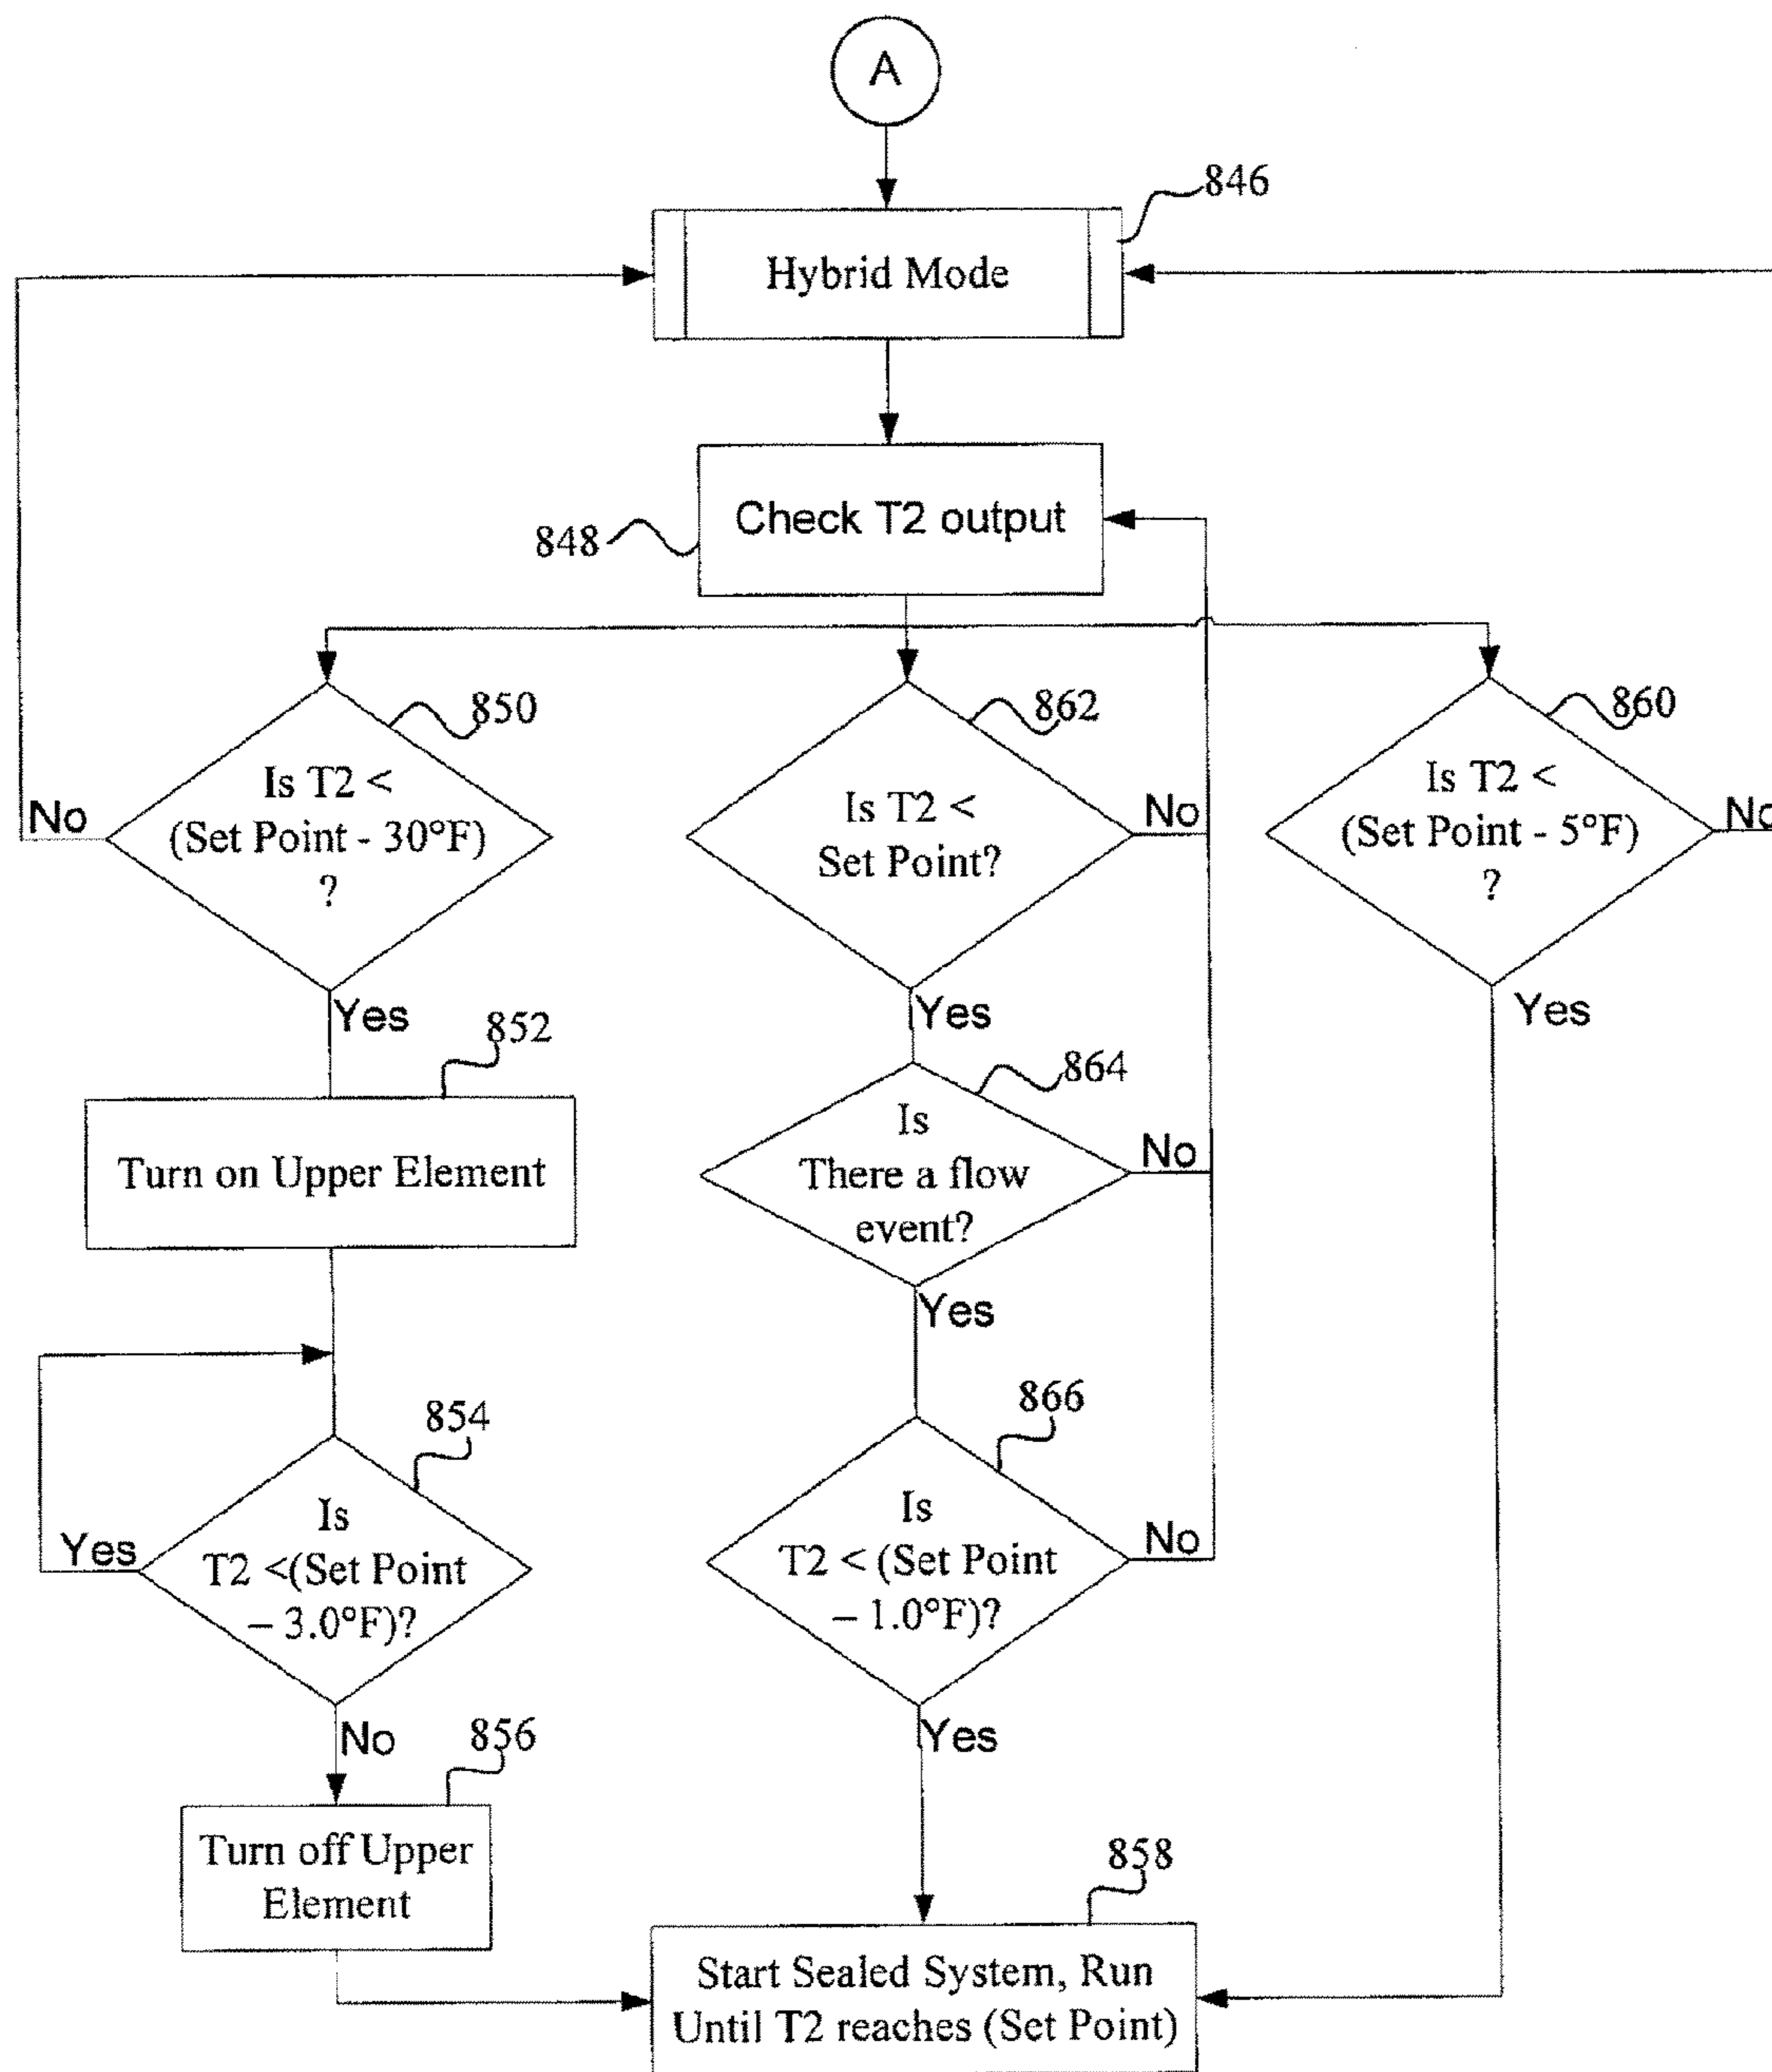 A
846
Hybrid Mode
Check T2 output
848
850
Is T2 <
(Set Point - 30°F)
?
No
Yes
862
Is T2 <
Set Point?
No
Yes
860
Is T2 <
(Set Point - 5°F)
?
No
Yes
852
Turn on Upper Element
864
Is
There a flow
event?
No
Yes
854
Is
T2 <(Set Point
– 3.0°F)?
Yes
No
866
Is
T2 < (Set Point
– 1.0°F)?
No
Yes
856
Turn off Upper
Element
858
Start Sealed System, Run
Until T2 reaches (Set Point)